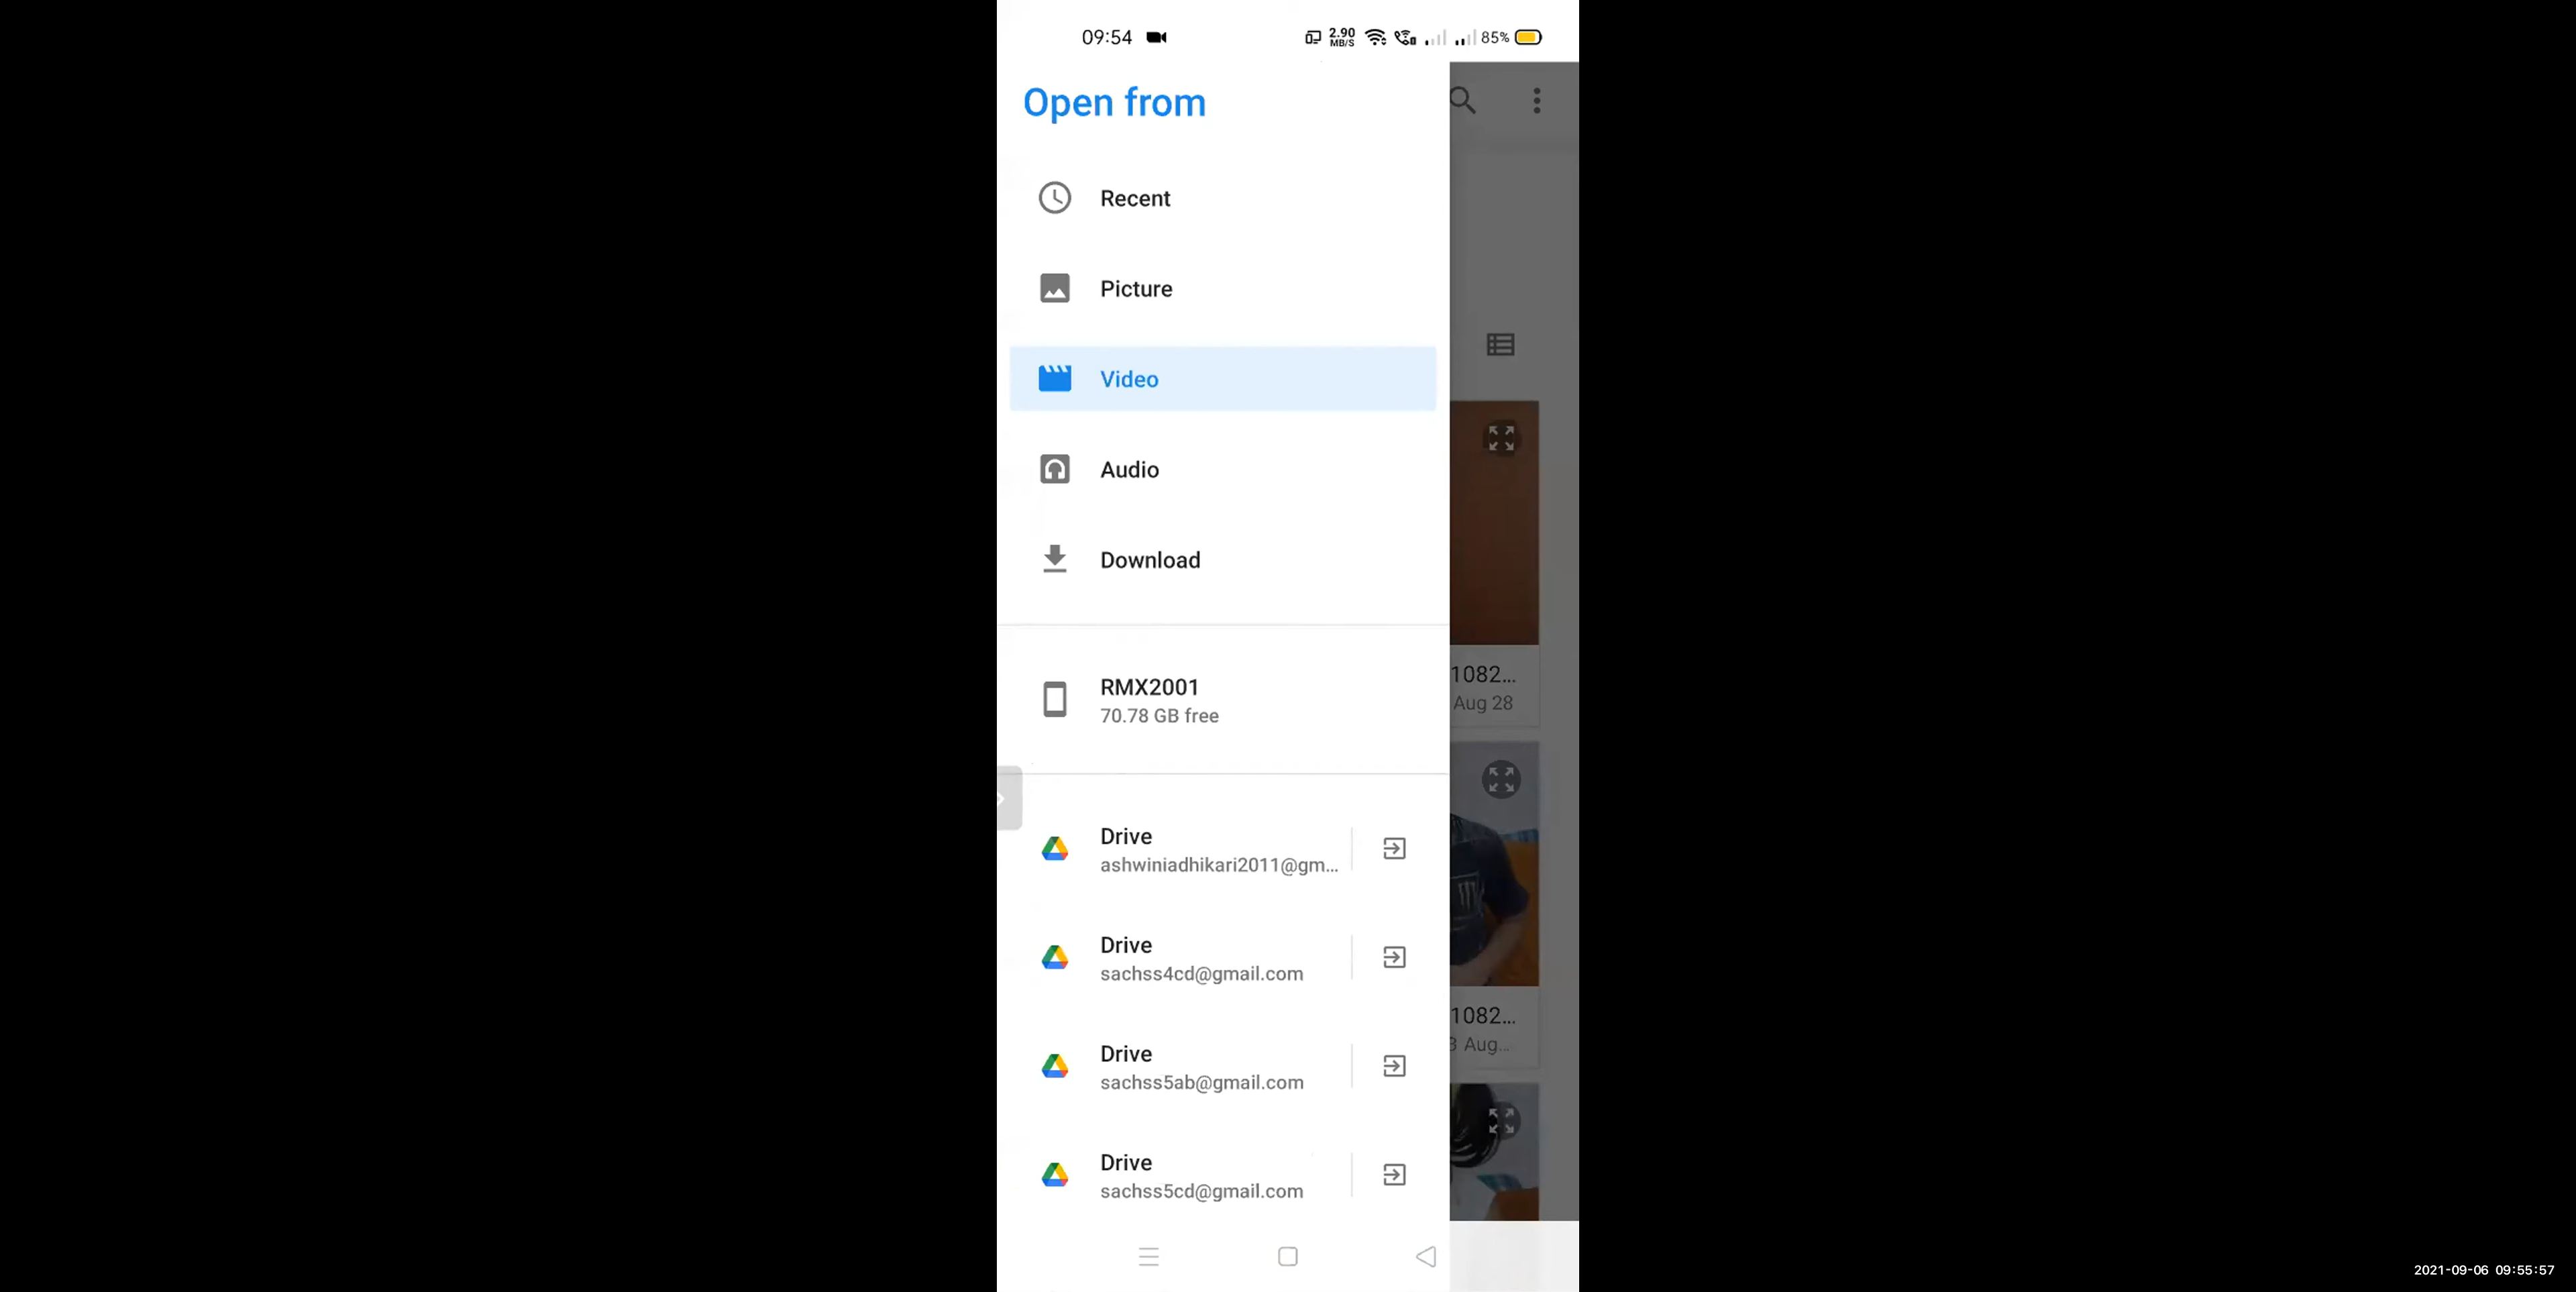 09:54
2.90
MB/S
85%
Open from
Recent
Picture
Video
Audio
Download
RMX2001
70.78 GB free
Drive
ashwiniadhikari2011@gm...
Drive
sachss4cd@gmail.com
Drive
sachss5ab@gmail.com
Drive
sachss5cd@gmail.com
1082...
Aug 28
1082...
3 Aug...
2021-09-06 09:55:57